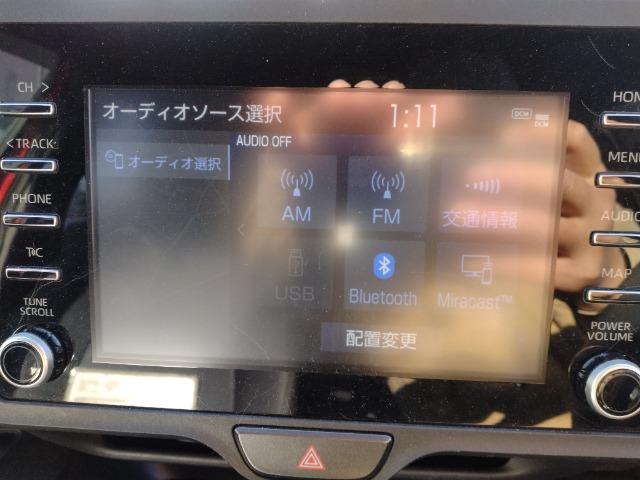 CH >
< TRACK
PHONE
TC
TUNE
SCROLL
オーディオソース選択
1:11
DCM
DCM
AUDIO OFF
オーディオ選択
AM
FM
交通情報
USB
Bluetooth
Miracast™
配置変更
HOM
MENU
AUDIO
MAP
POWER
VOLUME